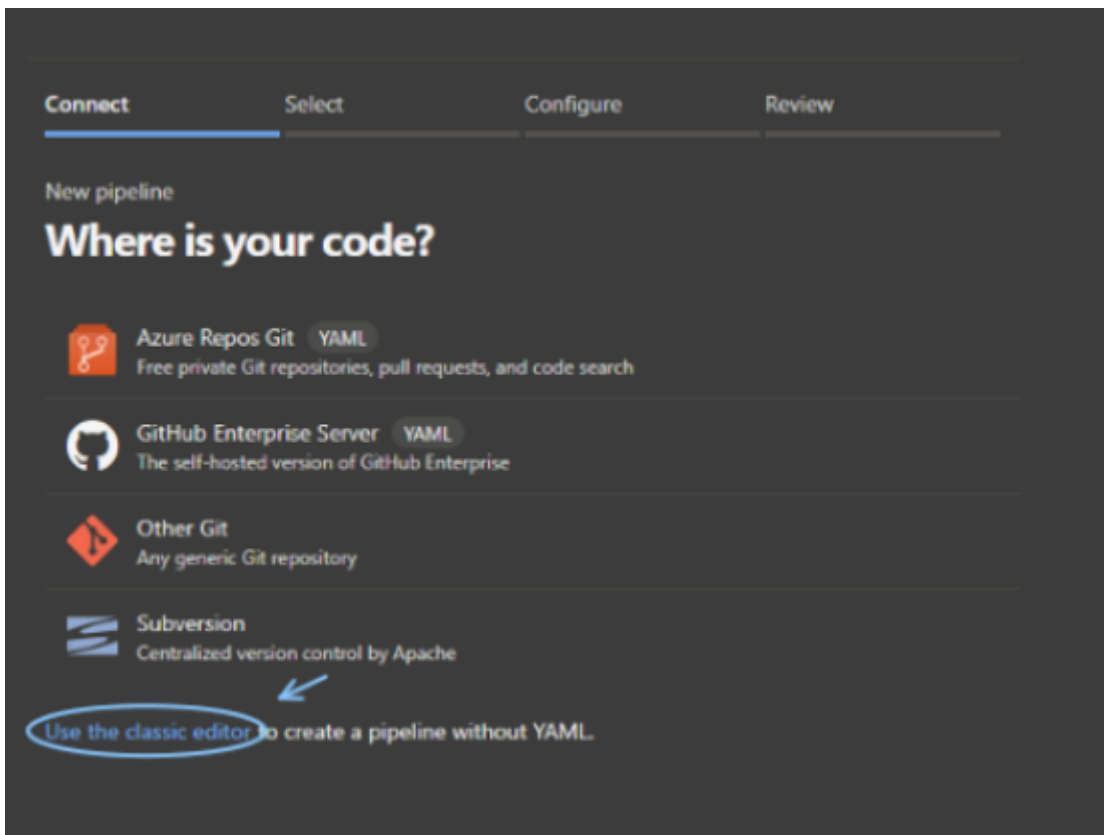 Connect Select Configure Review
New pipeline
Where is your code?
Azure Repos Git YAML
Free private Git repositories, pull requests, and code search
GitHub Enterprise Server YAML
The self-hosted version of GitHub Enterprise
Other Git
Any generic Git repository
Subversion
Centralized version control by Apache
Use the classic editor to create a pipeline without YAML.